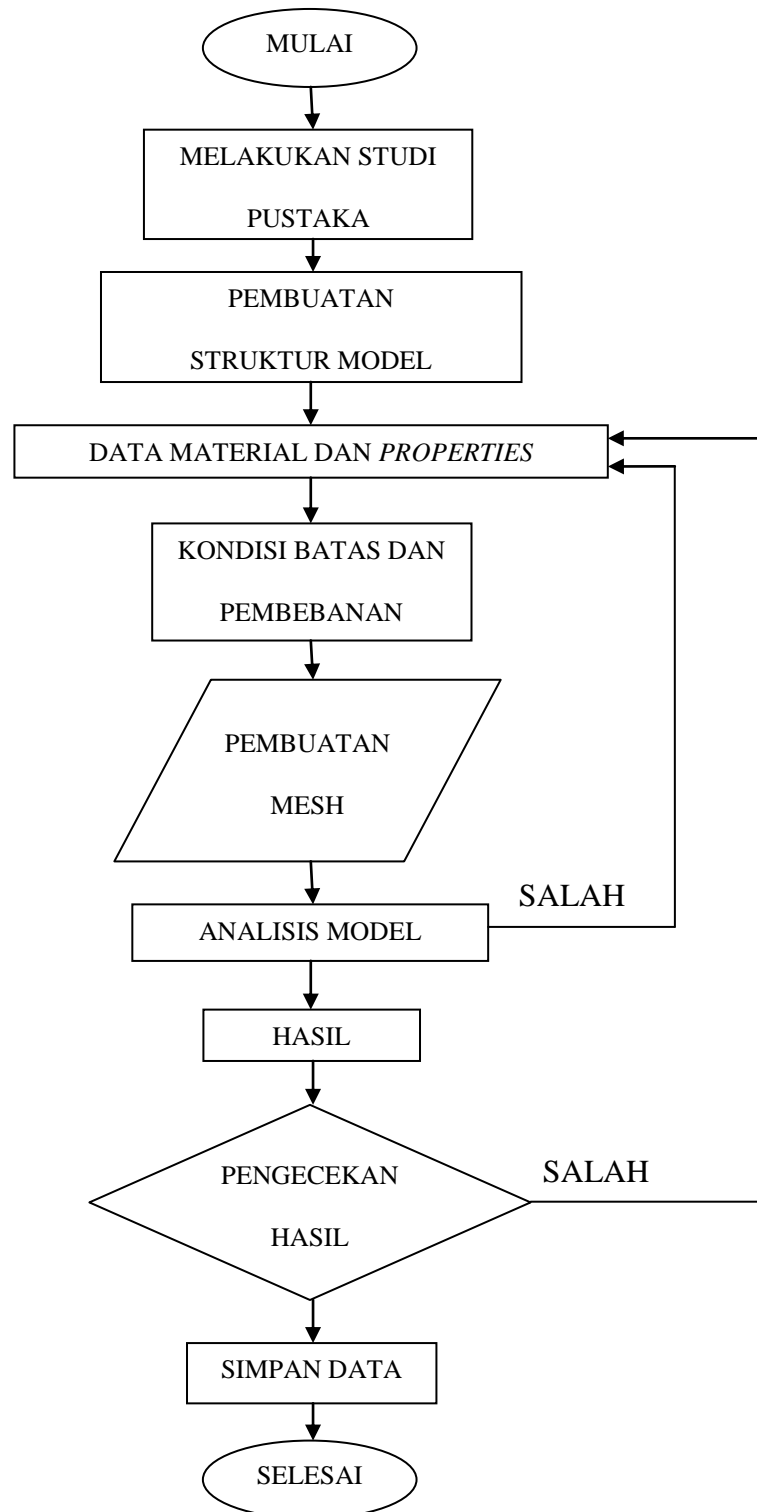 MULAI
MELAKUKAN STUDI
PUSTAKA
PEMBUATAN
STRUKTUR MODEL
DATA MATERIAL DAN PROPERTIES
KONDISI BATAS DAN
PEMBEBANAN
PEMBUATAN
MESH
SALAH
ANALISIS MODEL
HASIL
PENGECEKAN
SALAH
HASIL
SIMPAN DATA
SELESAI